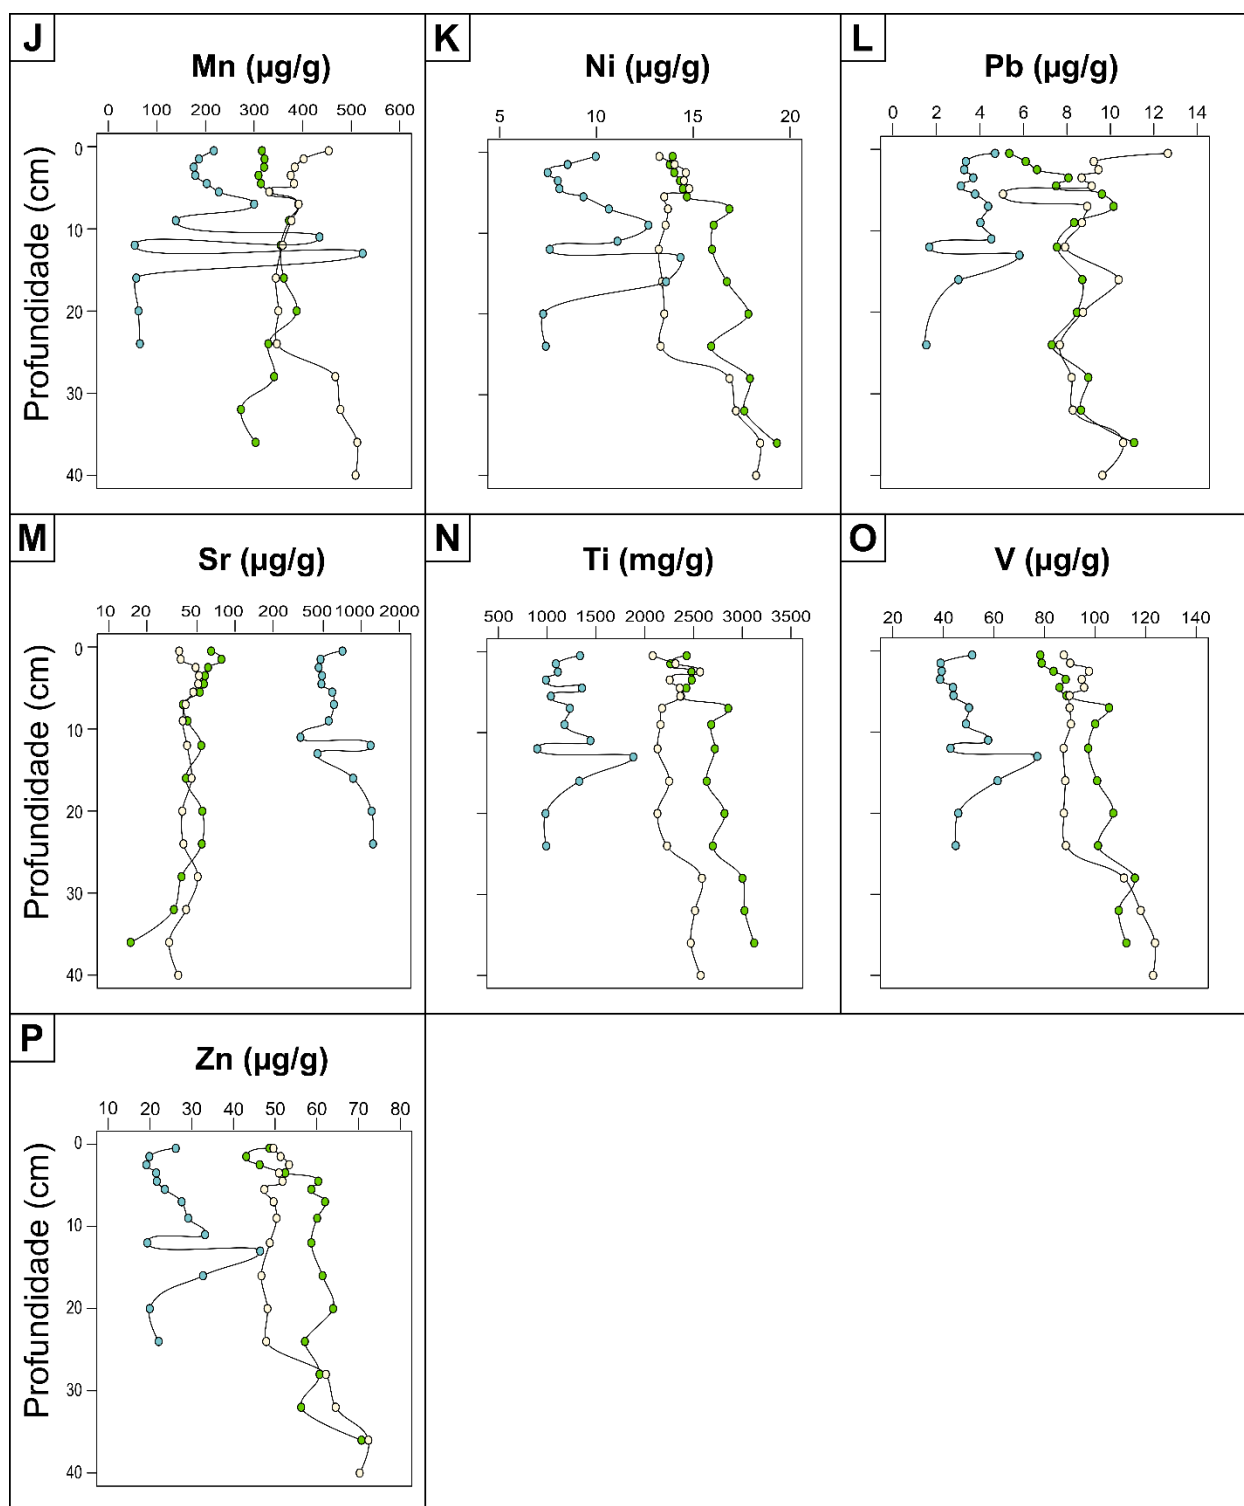 J
Mn (µg/g)
0 100 200 300 400 500 600
K
Ni (µg/g)
5 10 15 20
L
Pb (µg/g)
0 2 4 6 8 10 12 14
Profundidade (cm)
0
10
20
30
40
M
Sr (µg/g)
10 20 50 100 200 500 1000 2000
N
Ti (mg/g)
500 1000 1500 2000 2500 3000 3500
O
V (µg/g)
20 40 60 80 100 120 140
Profundidade (cm)
0
10
20
30
40
P
Zn (µg/g)
10 20 30 40 50 60 70 80
Profundidade (cm)
0
10
20
30
40